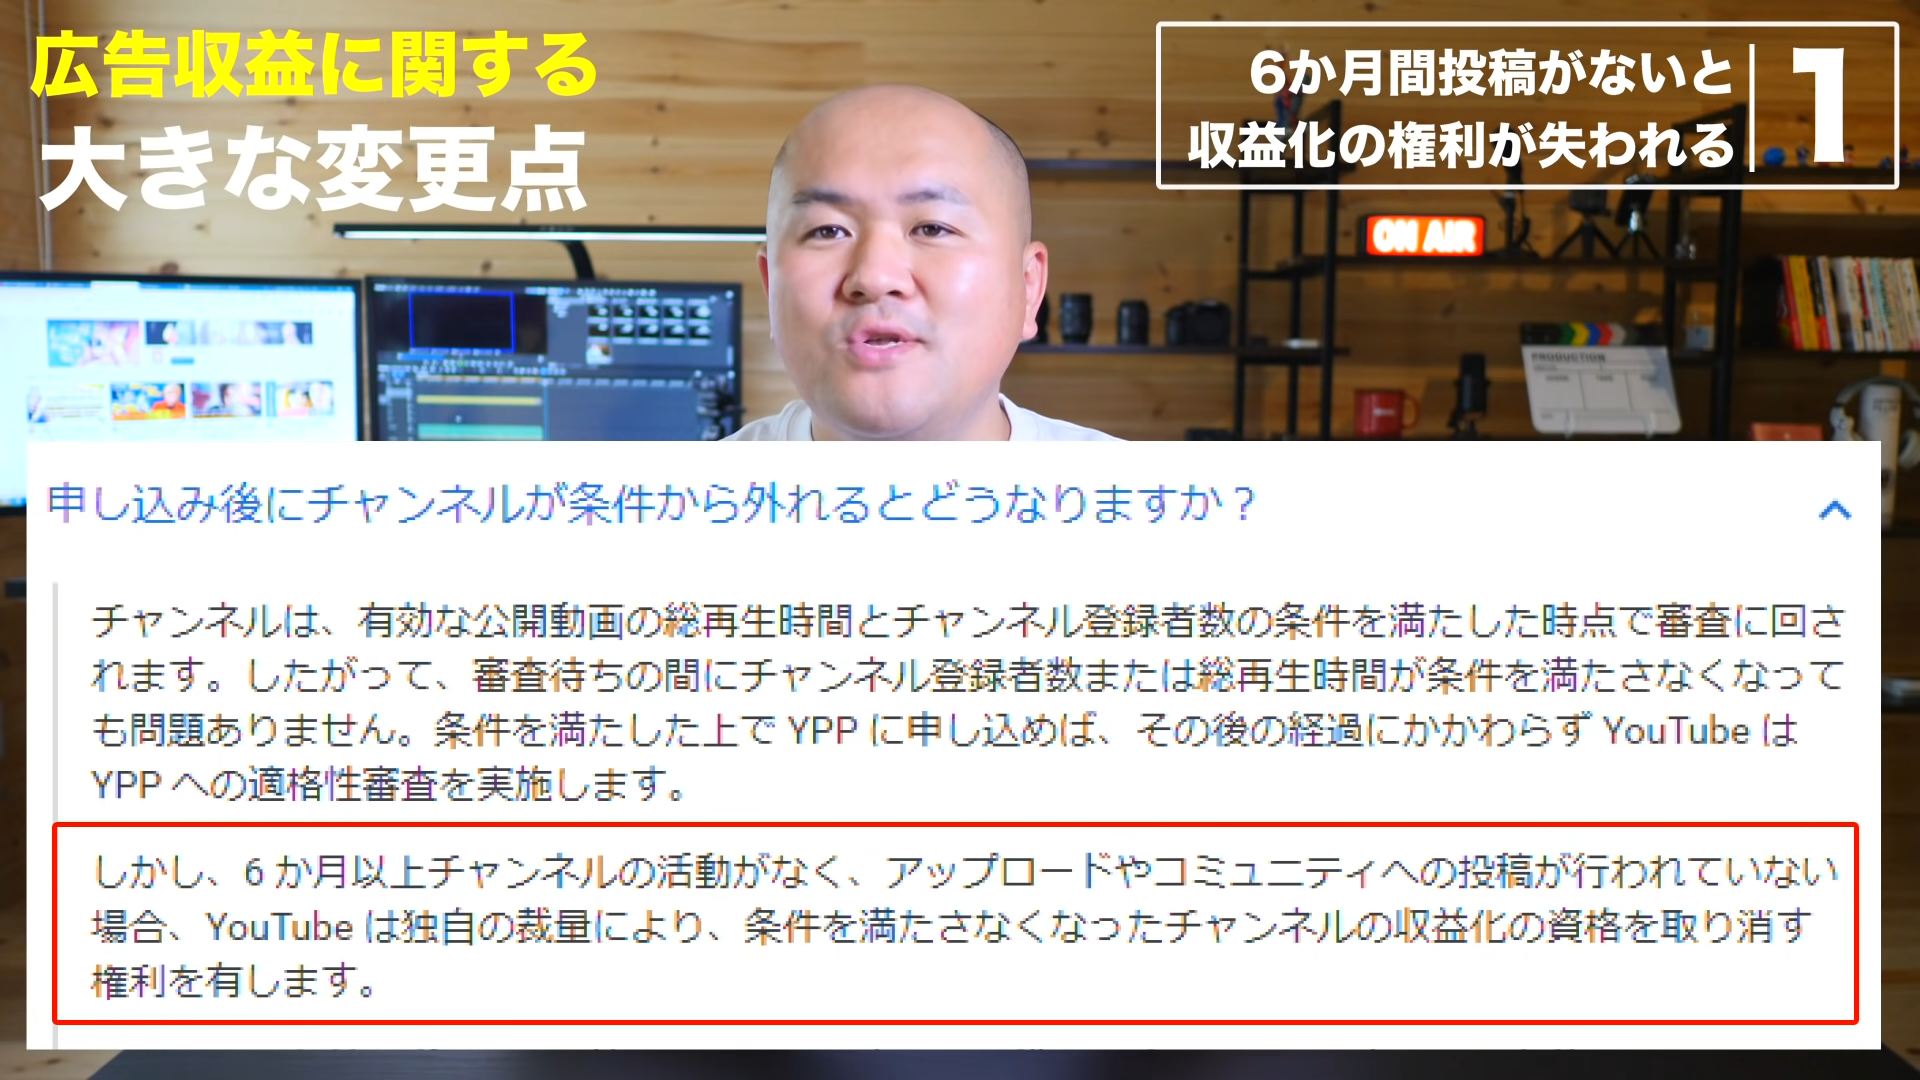 広告収益に関する
大きな変更点
6か月間投稿がないと
収益化の権利が失われる
1
ON AIR
PRODUCTION
申し込み後にチャンネルが条件から外れるとどうなりますか？
チャンネルは、有効な公開動画の総再生時間とチャンネル登録者数の条件を満たした時点で審査に回さ
れます。したがって、審査待ちの間にチャンネル登録者数または総再生時間が条件を満たさなくなって
も問題ありません。条件を満たした上で YPP に申し込めば、その後の経過にかかわらず YouTube は
YPP への適格性審査を実施します。
しかし、6 か月以上チャンネルの活動がなく、アップロードやコミュニティへの投稿が行われていない
場合、YouTube は独自の裁量により、条件を満たさなくなったチャンネルの収益化の資格を取り消す
権利を有します。